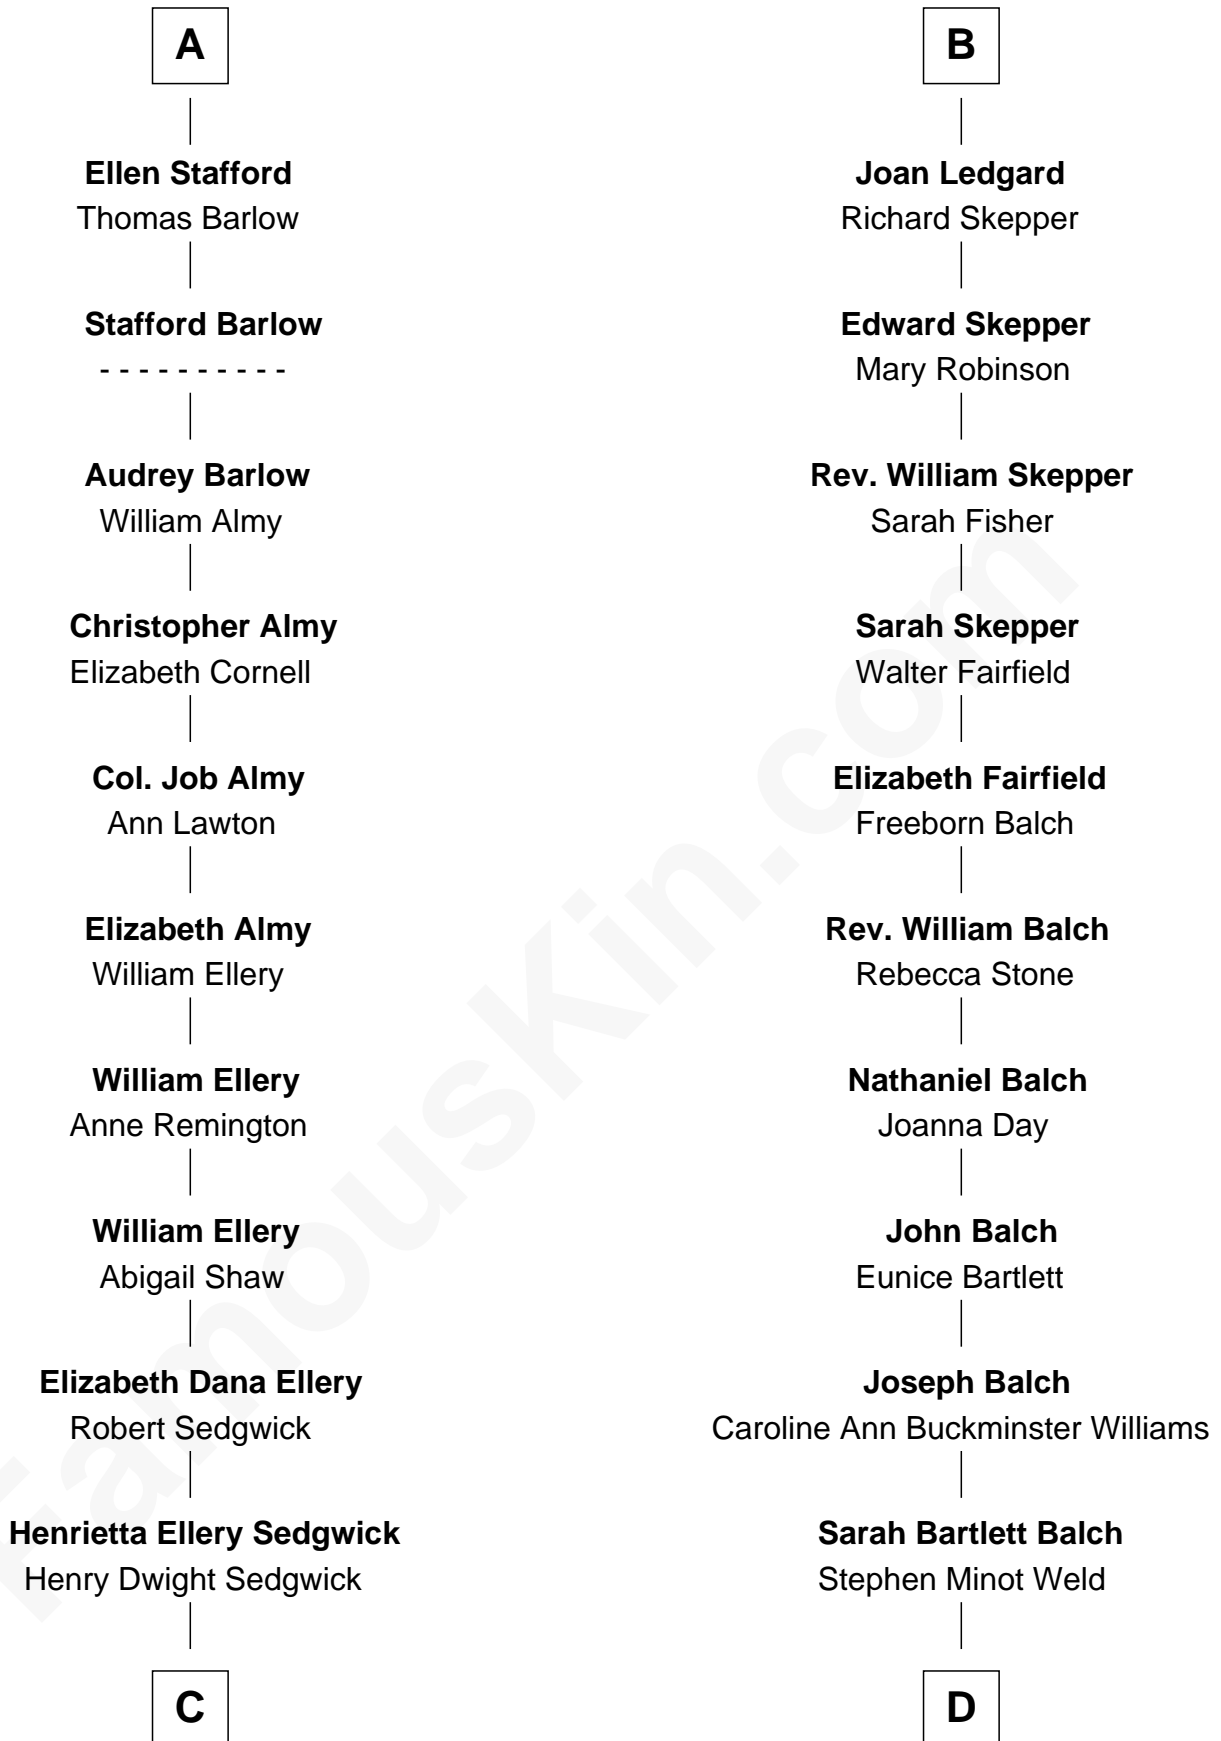 A
Ellen Stafford
Thomas Barlow
Stafford Barlow
- - - - - - - - - -
Audrey Barlow
William Almy
Christopher Almy
Elizabeth Cornell
Col. Job Almy
Ann Lawton
Elizabeth Almy
William Ellery
William Ellery
Anne Remington
William Ellery
Abigail Shaw
Elizabeth Dana Ellery
Robert Sedgwick
Henrietta Ellery Sedgwick
Henry Dwight Sedgwick
C
B
Joan Ledgard
Richard Skepper
Edward Skepper
Mary Robinson
Rev. William Skepper
Sarah Fisher
Sarah Skepper
Walter Fairfield
Elizabeth Fairfield
Freeborn Balch
Rev. William Balch
Rebecca Stone
Nathaniel Balch
Joanna Day
John Balch
Eunice Bartlett
Joseph Balch
Caroline Ann Buckminster Williams
Sarah Bartlett Balch
Stephen Minot Weld
D
FamousKin.com